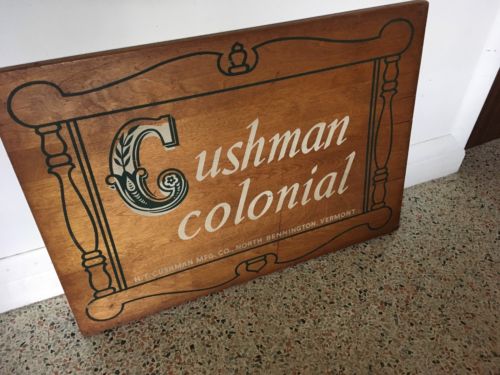 Cushman
colonial
H. T. CUSHMAN MFG. CO. - NORTH BENNINGTON, VERMONT